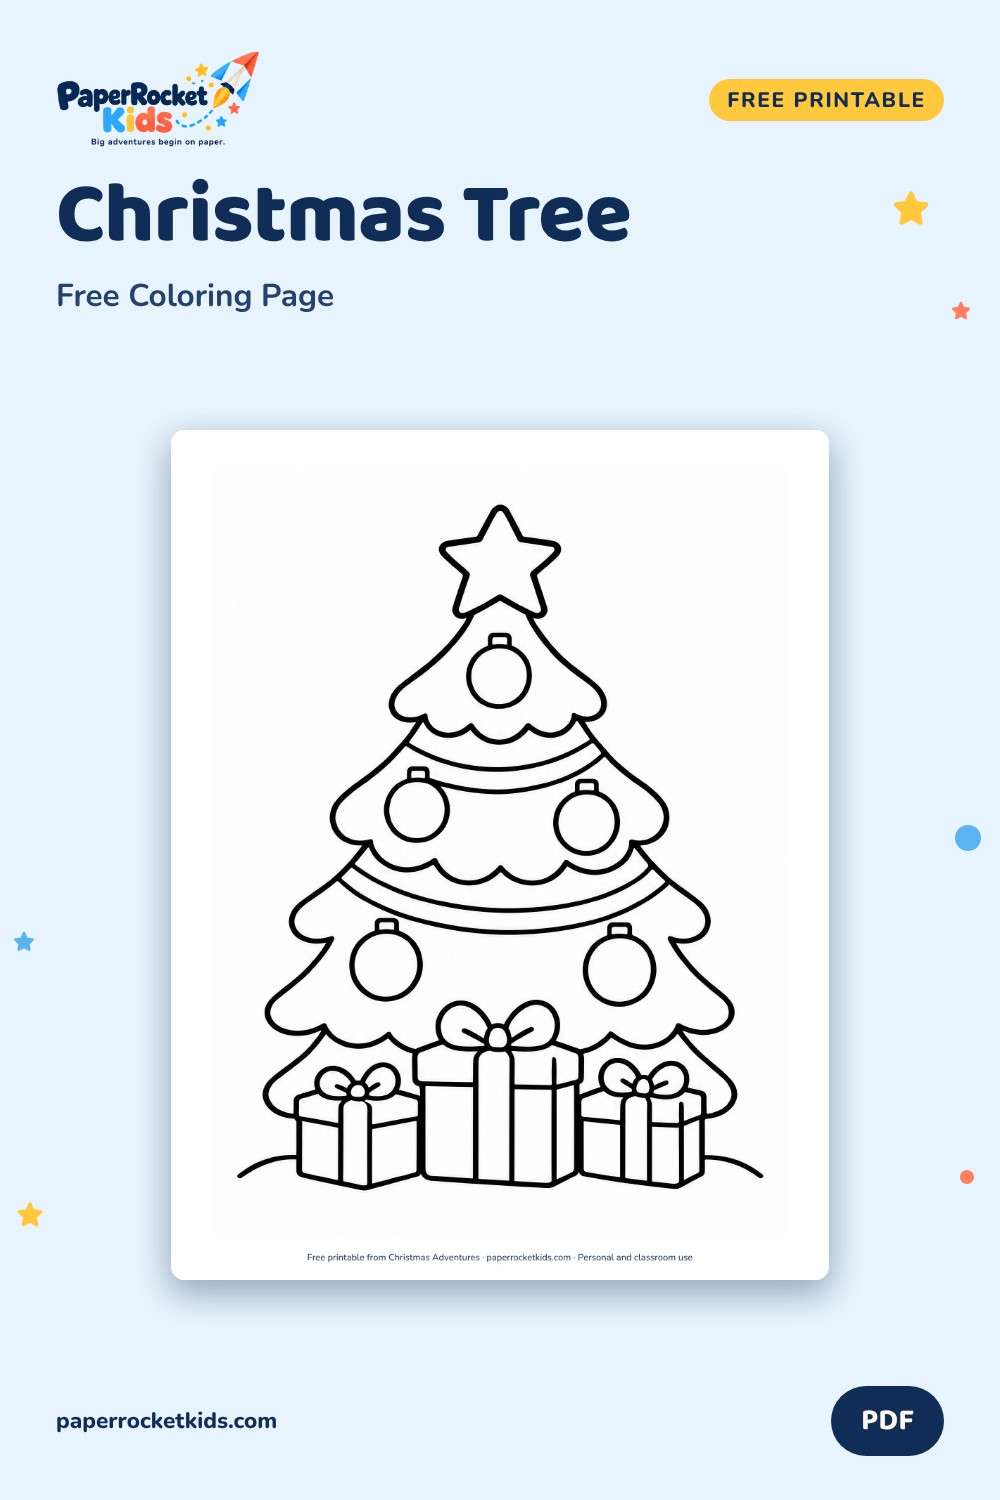 PaperRocket
Kids
Big adventures begin on paper.
FREE PRINTABLE
Christmas Tree
Free Coloring Page
Free printable from Christmas Adventures · paperrocketkids.com · Personal and classroom use
paperrocketkids.com
PDF